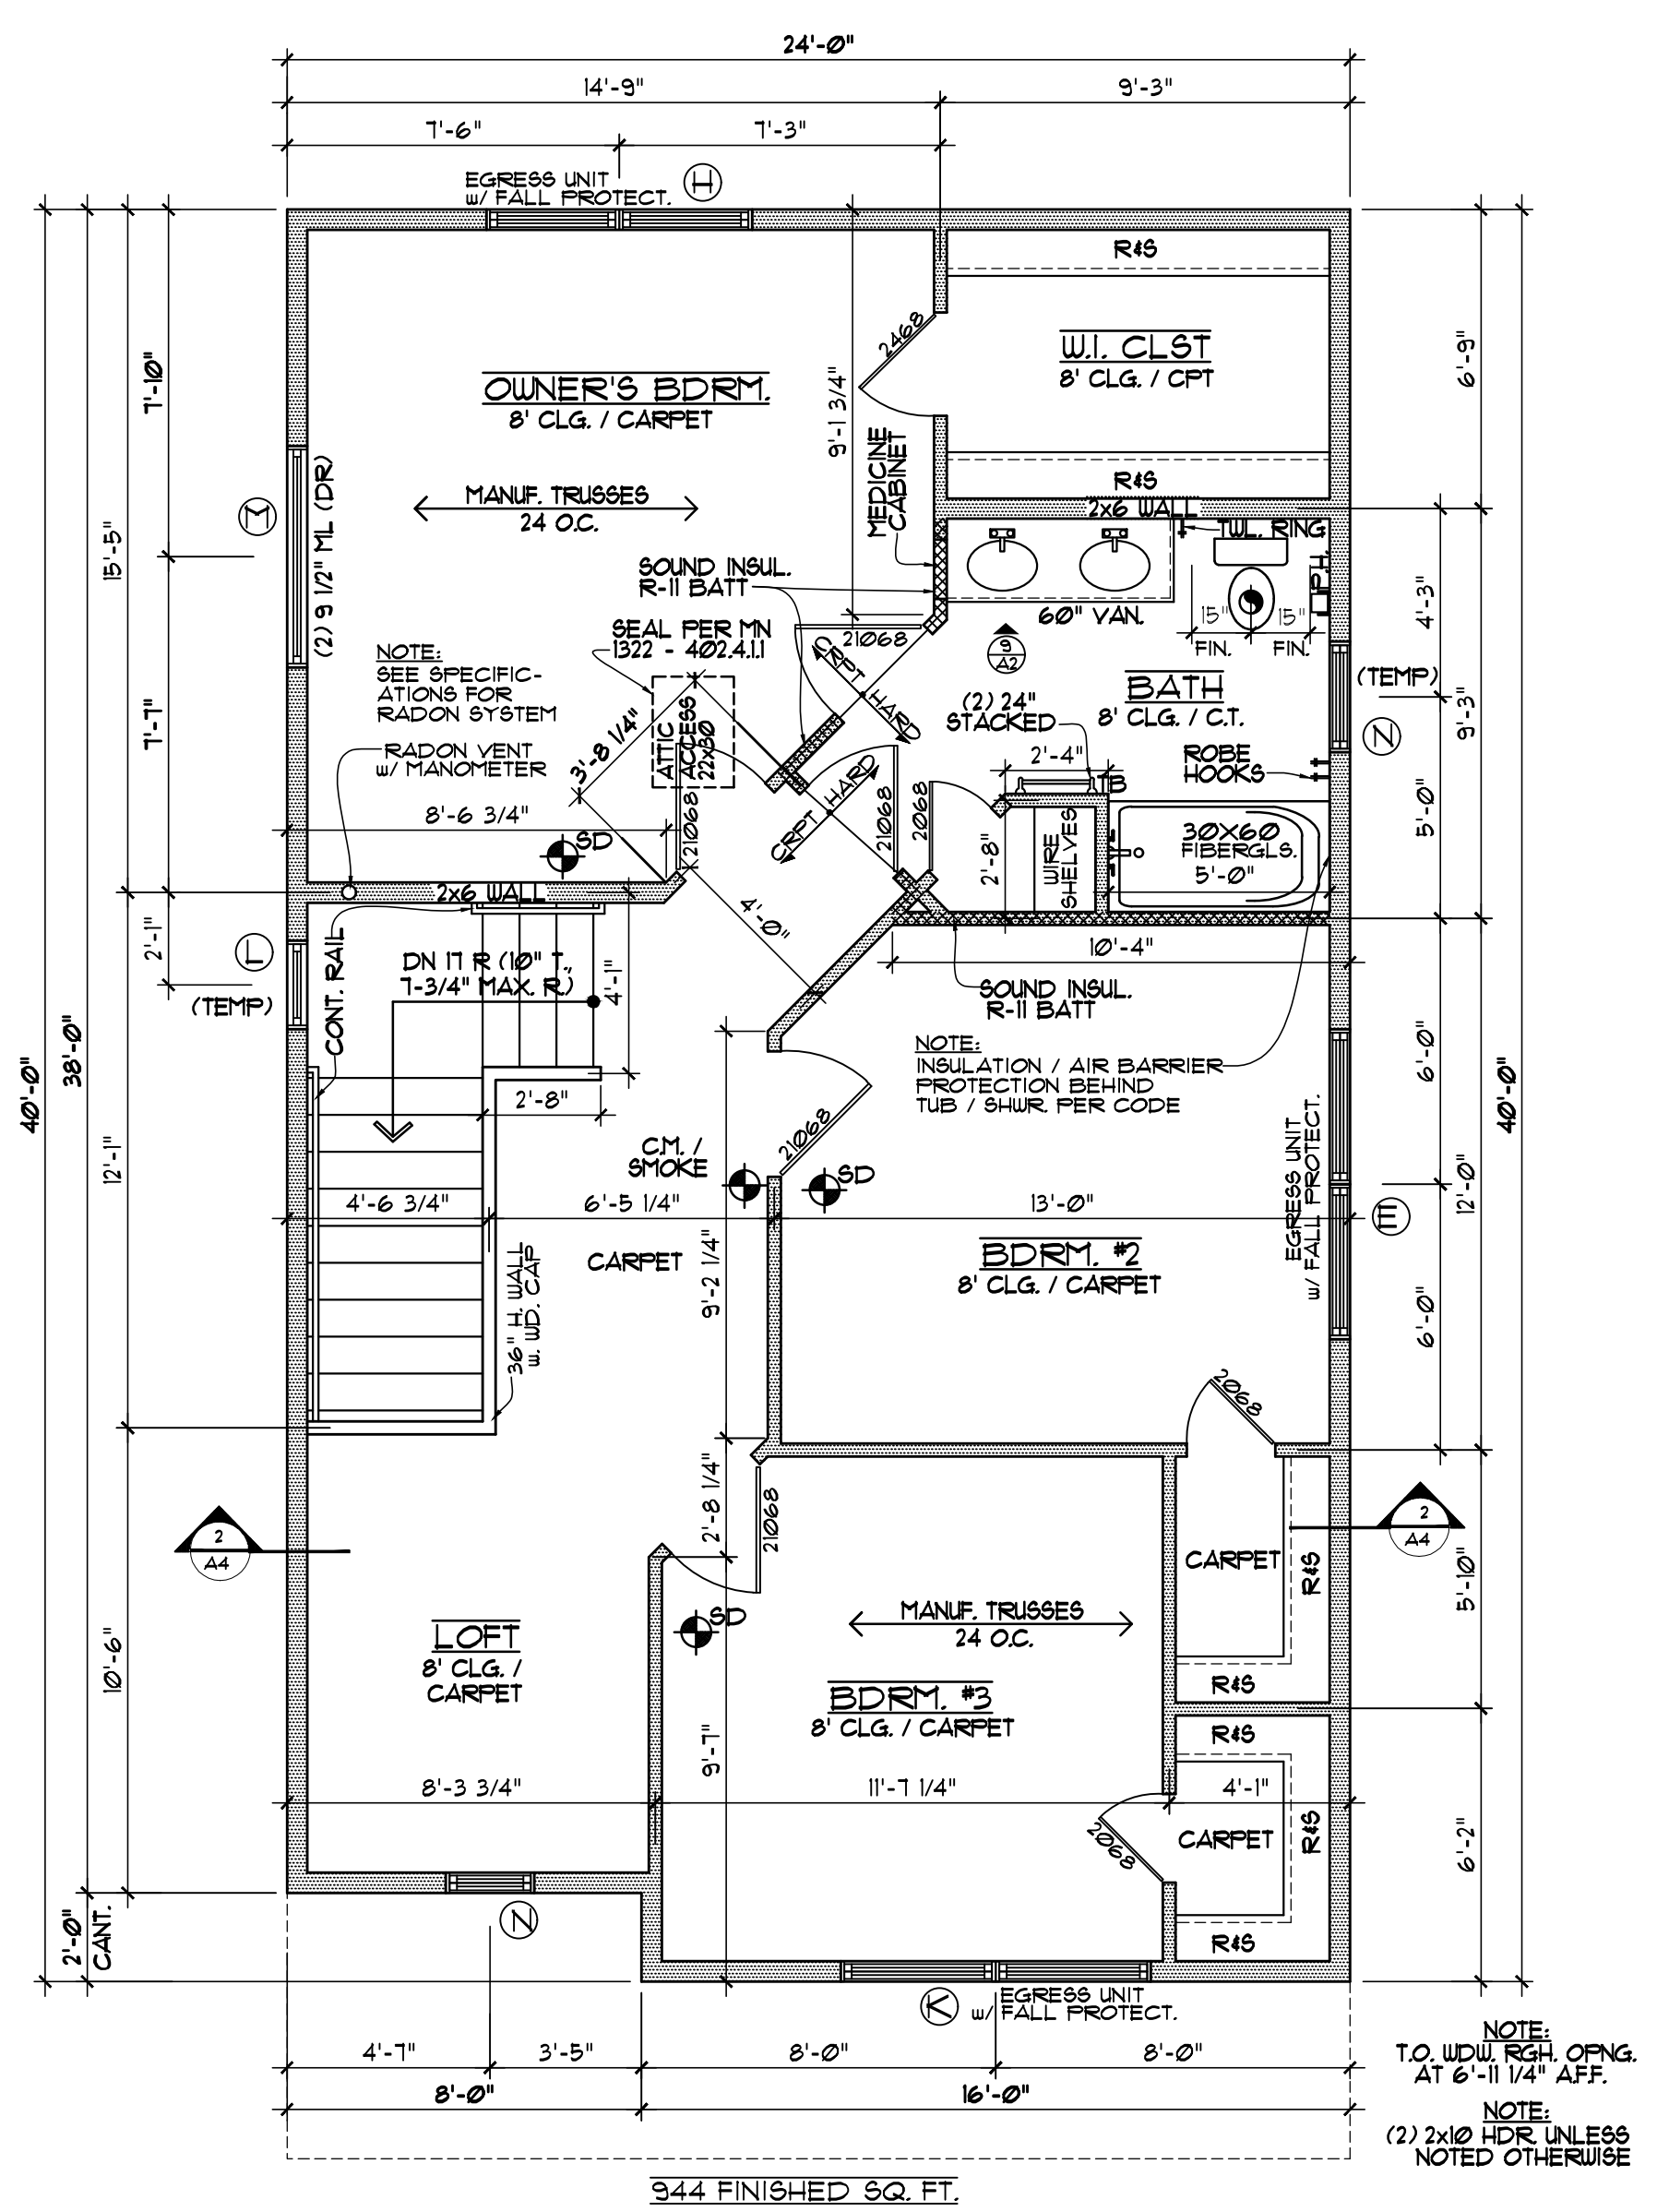 24'-0"
14'-9"
9'-3"
7'-6"
7'-3"
EGRESS UNIT
w/ FALL PROTECT.
H
R&S
2468
W.I. CLST
8' CLG. / CPT
6'-9"
OWNER'S BDRM.
8' CLG. / CARPET
7'-10"
9'-1 3/4"
MEDICINE
CABINET
R&S
2x6 WALL
TWL. RING
MANUF. TRUSSES
24 O.C.
M
(2) 9 1/2" ML (DR)
15'-5"
SOUND INSUL.
R-11 BATT
60" VAN.
15"
15"
FIN.
FIN.
4'-3"
SEAL PER MN
1322 - 402.4.1.1
21068
9
A2
NOTE:
SEE SPECIFIC-
ATIONS FOR
RADON SYSTEM
CRPT
HARD
BATH
8' CLG. / C.T.
(TEMP)
N
9'-3"
(2) 24"
STACKED
7'-7"
3'-8 1/4"
ATTIC
ACCESS
22x30
RADON VENT
w/ MANOMETER
2'-4"
TB
ROBE
HOOKS
HARD
CRPT
8'-6 3/4"
SD
21068
21068
2068
2'-8"
WIRE
SHELVES
30X60
FIBERGLS.
5'-0"
5'-0"
2x6 WALL
4'-0"
10'-4"
2'-1"
L
(TEMP)
CONT. RAIL
DN 17 R (10" T.,
7-3/4" MAX. R.)
4'-1"
SOUND INSUL.
R-11 BATT
NOTE:
INSULATION / AIR BARRIER
PROTECTION BEHIND
TUB / SHWR. PER CODE
6'-0"
40'-0"
38'-0"
40'-0"
2'-8"
12'-1"
C.M. /
SMOKE
21068
SD
EGRESS UNIT
w/ FALL PROTECT.
12'-0"
4'-6 3/4"
6'-5 1/4"
13'-0"
E
CARPET
9'-2 1/4"
BDRM. #2
8' CLG. / CARPET
36" H. WALL
w. WD. CAP
6'-0"
2068
2'-8 1/4"
21068
2
A4
2
A4
CARPET
R&S
5'-10"
MANUF. TRUSSES
24 O.C.
SD
LOFT
8' CLG. /
CARPET
10'-6"
R&S
BDRM. #3
8' CLG. / CARPET
R&S
9'-7"
8'-3 3/4"
11'-7 1/4"
4'-1"
2068
CARPET
R&S
6'-2"
R&S
N
2'-0"
CANT.
K
EGRESS UNIT
w/ FALL PROTECT.
4'-7"
3'-5"
8'-0"
8'-0"
8'-0"
16'-0"
NOTE:
T.O. WDW. RGH. OPNG.
AT 6'-11 1/4" A.F.F.
NOTE:
(2) 2x10 HDR. UNLESS
NOTED OTHERWISE
944 FINISHED SQ. FT.